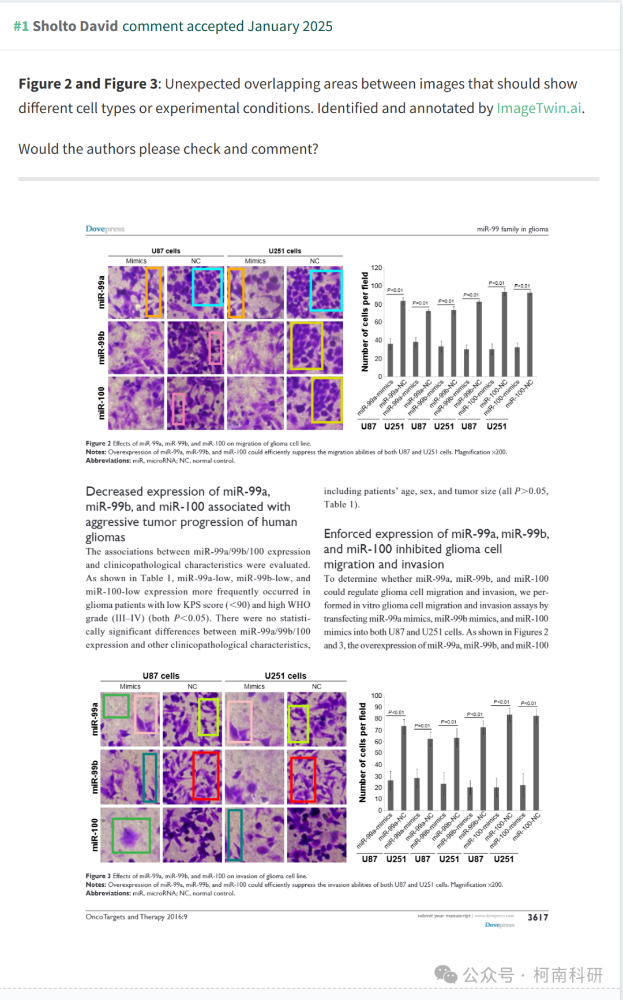 #1 Sholto David comment accepted January 2025
Figure 2 and Figure 3: Unexpected overlapping areas between images that should show
different cell types or experimental conditions. Identified and annotated by ImageTwin.ai.
Would the authors please check and comment?
Dovepress
miR-99 family in glioma
U87 cells
U251 cells
Mimics
NC
Mimics
NC
miR-99a
miR-99b
miR-100
Number of cells per field
120
100
80
60
40
20
0
P<0.01
P=0.01
P=0.01
P=0.01
P<0.01
P<0.01
miR-99a-mimics
miR-99a-NC
miR-99a-mimics
miR-99a-NC
miR-99b-mimics
miR-99b-NC
miR-99b-mimics
miR-99b-NC
miR-100-mimics
miR-100-NC
miR-100-mimics
miR-100-NC
U87 U251 U87 U251 U87 U251
Figure 2 Effects of miR-99a, miR-99b, and miR-100 on migration of glioma cell line.
Notes: Overexpression of miR-99a, miR-99b, and miR-100 could efficiently suppress the migration abilities of both U87 and U251 cells. Magnification ×200.
Abbreviations: miR, microRNA; NC, normal control.
Decreased expression of miR-99a,
miR-99b, and miR-100 associated with
aggressive tumor progression of human
gliomas
The associations between miR-99a/99b/100 expression
and clinicopathological characteristics were evaluated.
As shown in Table 1, miR-99a-low, miR-99b-low, and
miR-100-low expression more frequently occurred in
glioma patients with low KPS score (<90) and high WHO
grade (III–IV) (both P<0.05). There were no statisti-
cally significant differences between miR-99a/99b/100
expression and other clinicopathological characteristics,
including patients’ age, sex, and tumor size (all P>0.05,
Table 1).
Enforced expression of miR-99a, miR-99b,
and miR-100 inhibited glioma cell
migration and invasion
To determine whether miR-99a, miR-99b, and miR-100
could regulate glioma cell migration and invasion, we per-
formed in vitro glioma cell migration and invasion assays by
transfecting miR-99a mimics, miR-99b mimics, and miR-100
mimics into both U87 and U251 cells. As shown in Figures 2
and 3, the overexpression of miR-99a, miR-99b, and miR-100
U87 cells
U251 cells
Mimics
NC
Mimics
NC
miR-99a
miR-99b
miR-100
Number of cells per field
100
90
80
70
60
50
40
30
20
10
0
P<0.01
P=0.01
P=0.01
P<0.01
P<0.01
P<0.01
miR-99a-mimics
miR-99a-NC
miR-99a-mimics
miR-99a-NC
miR-99b-mimics
miR-99b-NC
miR-99b-mimics
miR-99b-NC
miR-100-mimics
miR-100-NC
miR-100-mimics
miR-100-NC
U87 U251 U87 U251 U87 U251
Figure 3 Effects of miR-99a, miR-99b, and miR-100 on invasion of glioma cell line.
Notes: Overexpression of miR-99a, miR-99b, and miR-100 could efficiently suppress the invasion abilities of both U87 and U251 cells. Magnification ×200.
Abbreviations: miR, microRNA; NC, normal control.
OncoTargets and Therapy 2016:9
submit your manuscript | www.dovepress.com
3617
Dovepress
公众号 · 柯南科研